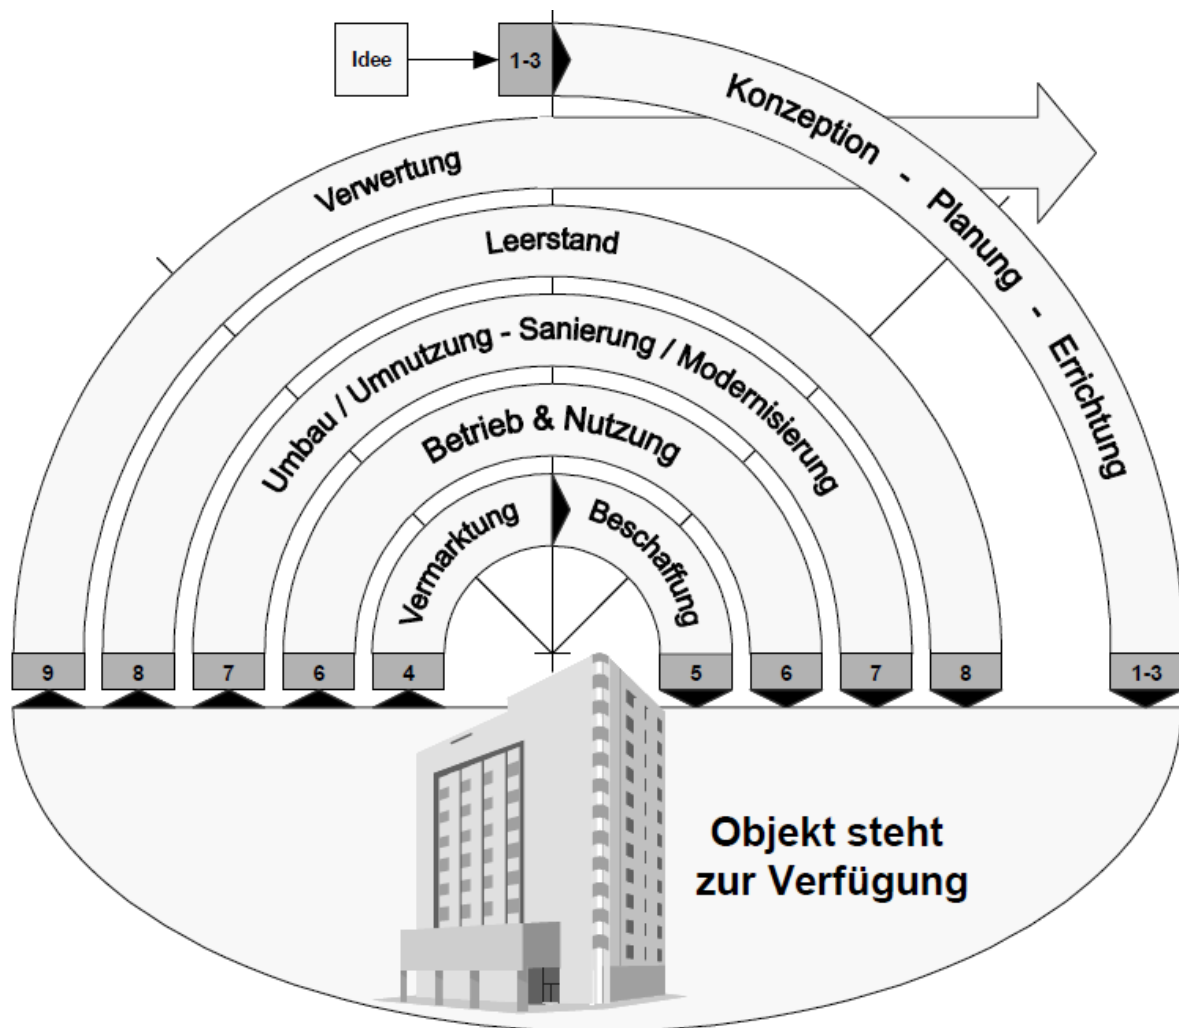 Idee
1-3
Konzeption - Planung - Errichtung
Verwertung
Leerstand
Umbau / Umnutzung - Sanierung / Modernisierung
Betrieb & Nutzung
Vermarktung
Beschaffung
9
8
7
6
4
5
6
7
8
1-3
Objekt steht
zur Verfügung